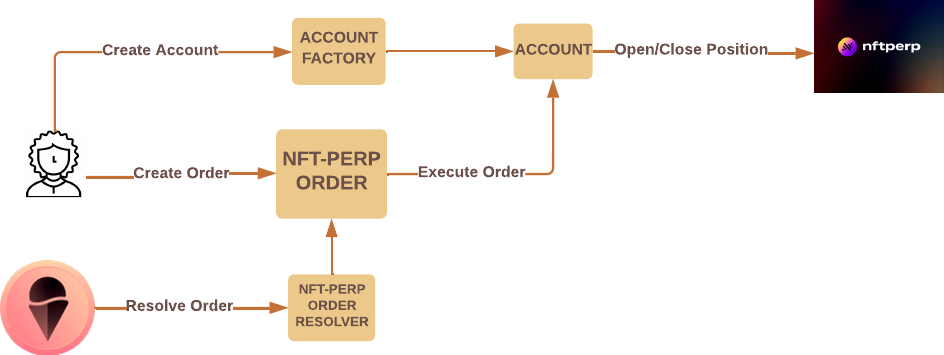 Create Account
ACCOUNT
FACTORY
ACCOUNT
Open/Close Position
nftperp
Create Order
NFT-PERP
ORDER
Execute Order
Resolve Order
NFT-PERP
ORDER
RESOLVER